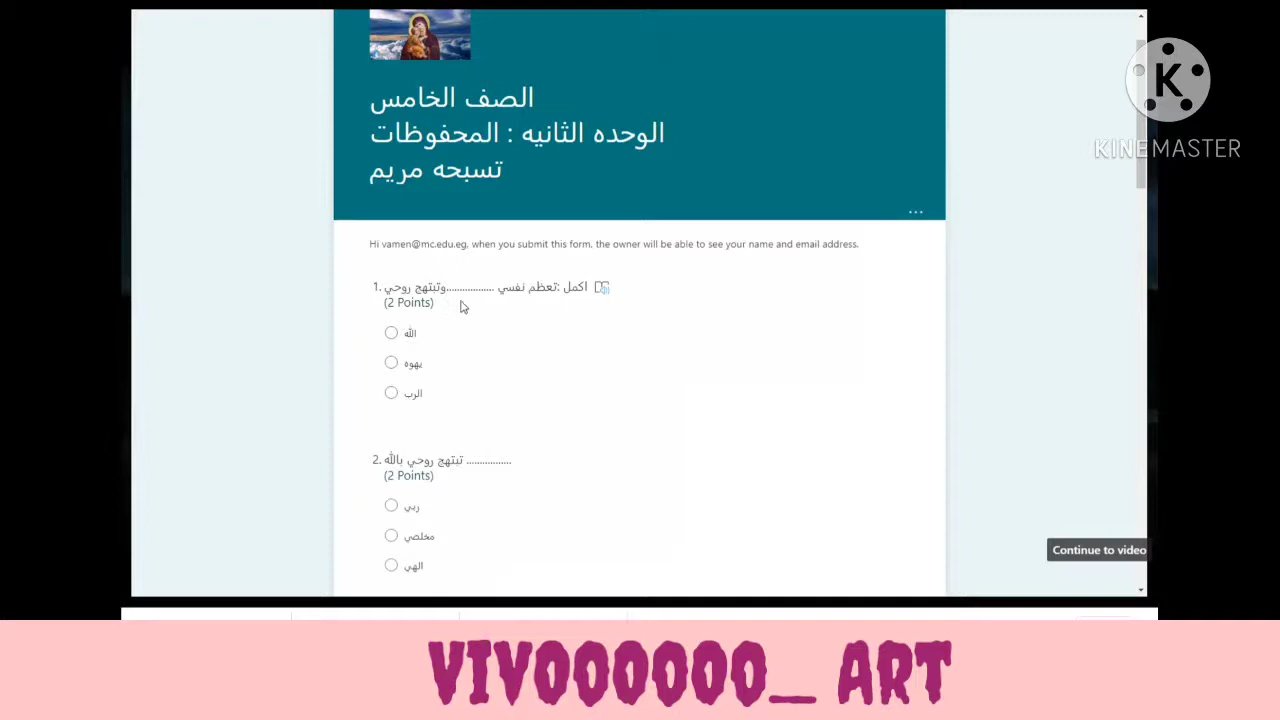 الصف الخامس
الوحده الثانيه : المحفوظات
تسبحه مريم
...
K
KINEMASTER
Hi vamen@mc.edu.eg, when you submit this form, the owner will be able to see your name and email address.
1. اكمل :تعظم نفسي .................وتبتهج روحي
(2 Points)
الله
يهوه
الرب
2. تبتهج روحي بالله .................
(2 Points)
ربي
مخلصي
الهي
Continue to video
VIVOOOOOO_ ART